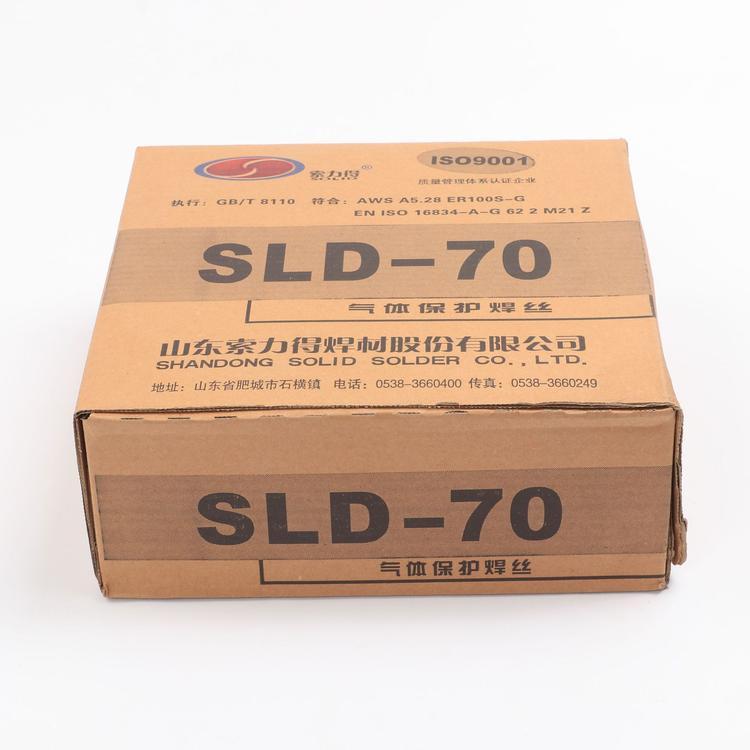 索力得®
SOLID
ISO9001
质量管理体系认证企业
执行：GB/T 8110 符合：AWS A5.28 ER100S-G
EN ISO 16834-A-G 62 2 M21 Z
SLD-70
气体保护焊丝
山东索力得焊材股份有限公司
SHANDONG SOLID SOLDER CO.,LTD.
地址：山东省肥城市石横镇 电话：0538-3660400 传真：0538-3660249
SLD-70
气体保护焊丝